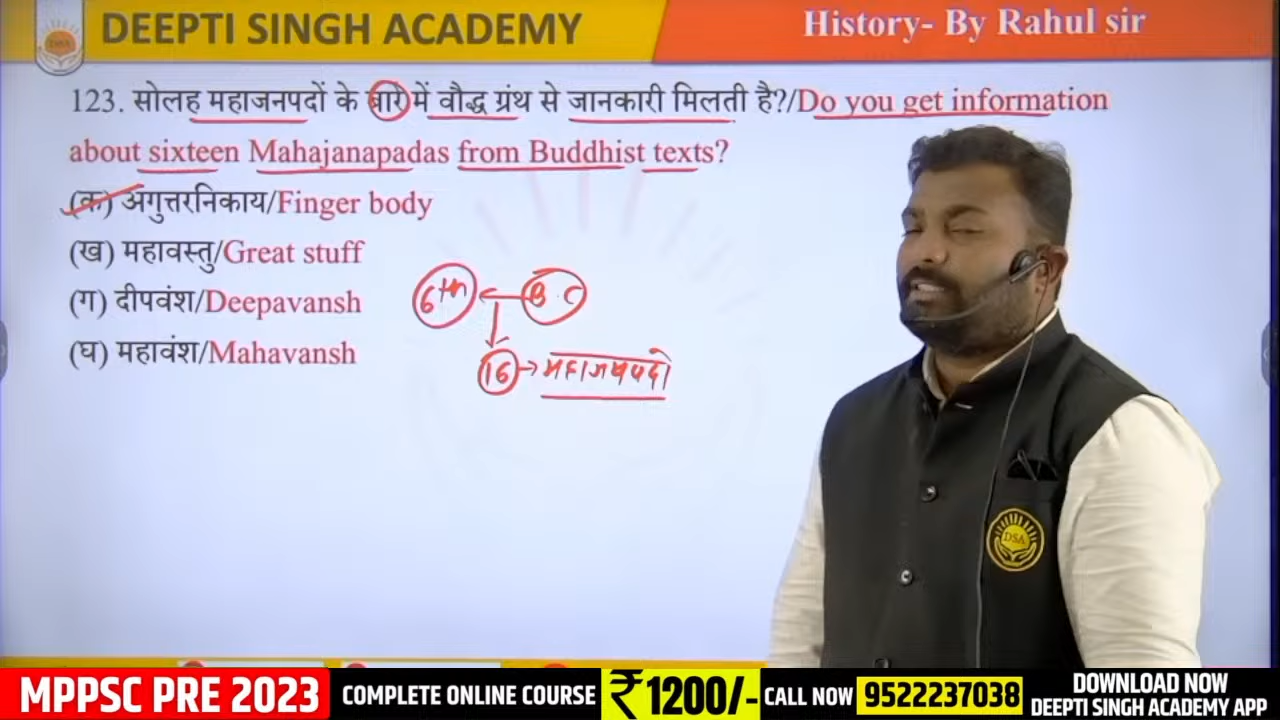 DEEPTI SINGH ACADEMY
History- By Rahul sir
123. सोलह महाजनपदों के बारे में वौद्ध ग्रंथ से जानकारी मिलती है?/Do you get information
about sixteen Mahajanapadas from Buddhist texts?
(क) अंगुत्तरनिकाय/Finger body
(ख) महावस्तु/Great stuff
(ग) दीपवंश/Deepavansh
(घ) महावंश/Mahavansh
6th B.C
16 → महाजनपदो
DSA
DSA
MPPSC PRE 2023 COMPLETE ONLINE COURSE ₹1200/- CALL NOW 9522237038 DOWNLOAD NOW
DEEPTI SINGH ACADEMY APP